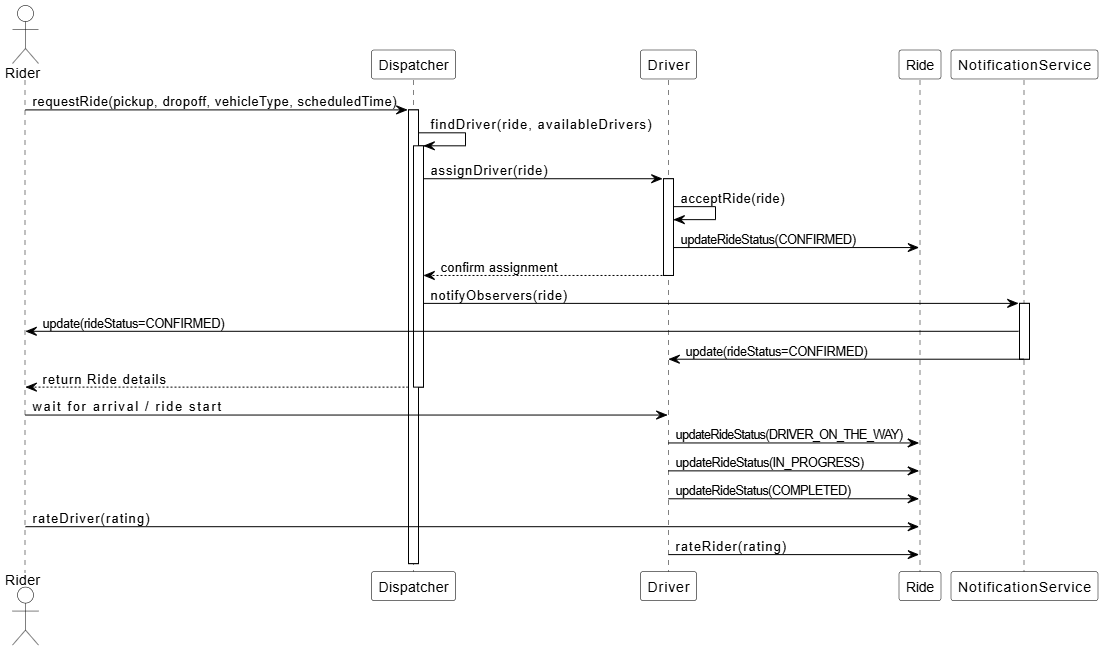 Rider
Dispatcher
Driver
Ride
NotificationService
requestRide(pickup, dropoff, vehicleType, scheduledTime)
findDriver(ride, availableDrivers)
assignDriver(ride)
acceptRide(ride)
updateRideStatus(CONFIRMED)
confirm assignment
notifyObservers(ride)
update(rideStatus=CONFIRMED)
update(rideStatus=CONFIRMED)
return Ride details
wait for arrival / ride start
updateRideStatus(DRIVER_ON_THE_WAY)
updateRideStatus(IN_PROGRESS)
updateRideStatus(COMPLETED)
rateDriver(rating)
rateRider(rating)
Rider
Dispatcher
Driver
Ride
NotificationService